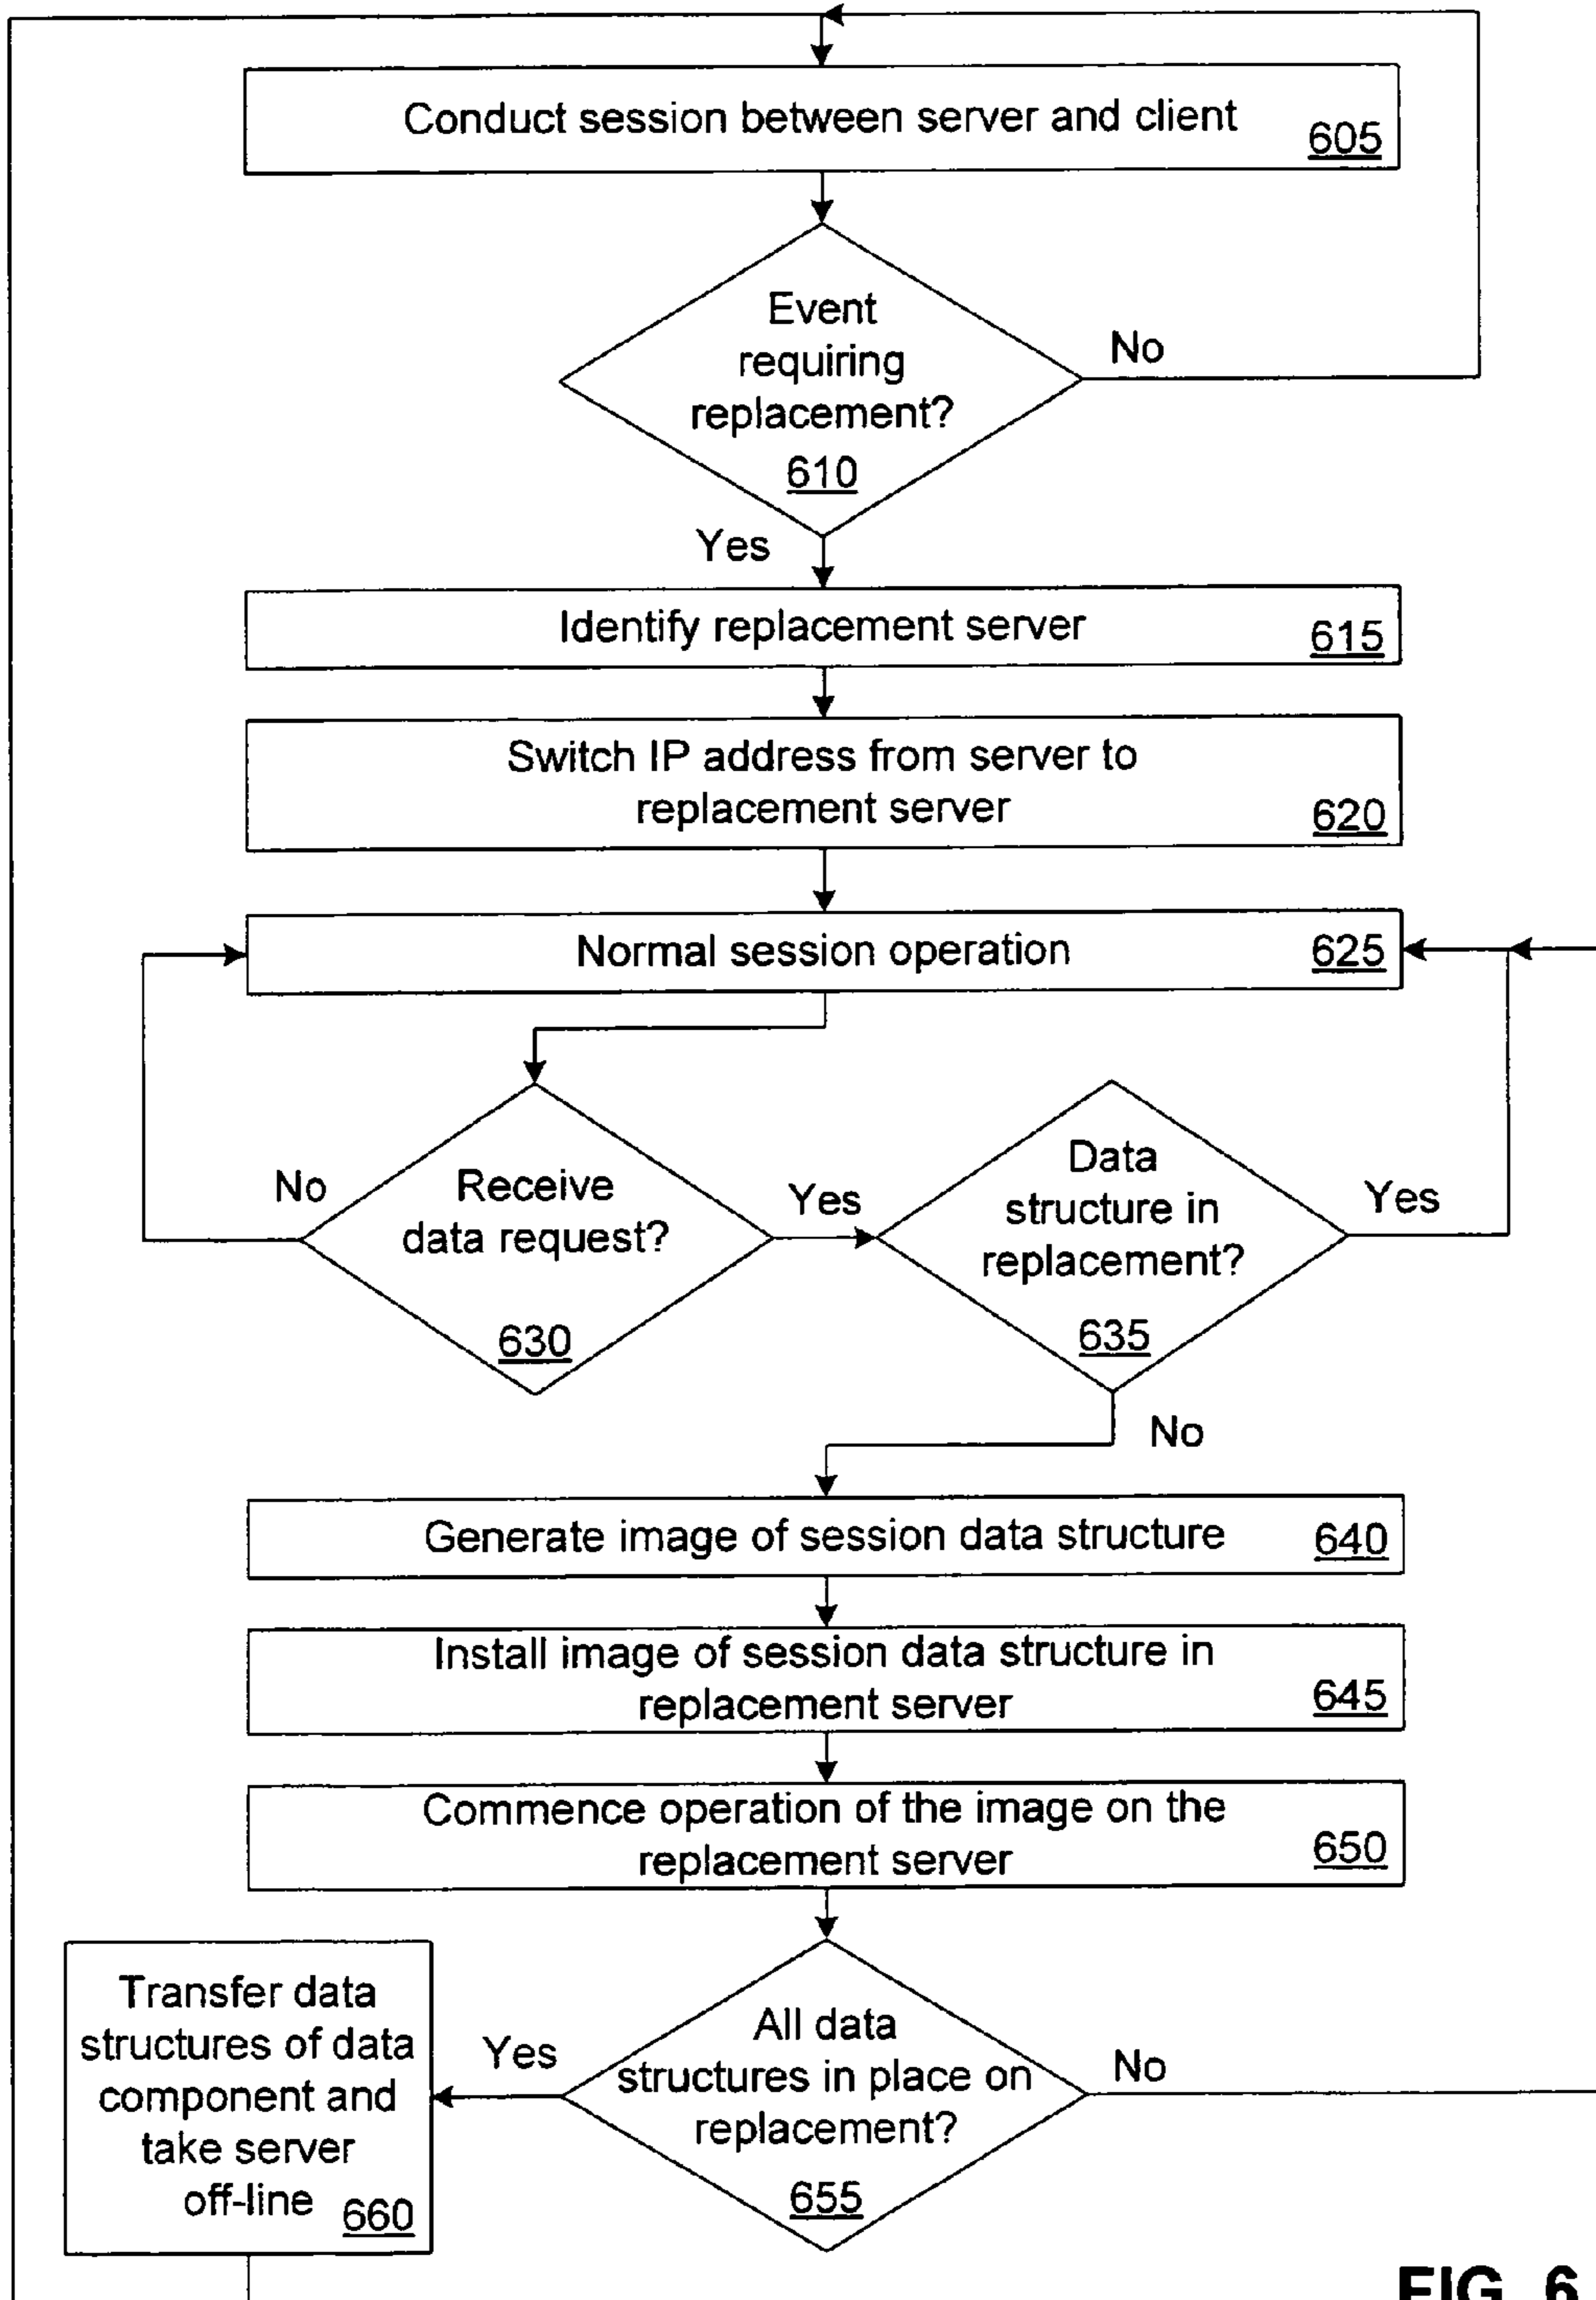 Conduct session between server and client
605
Event
requiring
replacement?
610
No
Yes
Identify replacement server
615
Switch IP address from server to
replacement server
620
Normal session operation
625
No
Receive
data request?
630
Yes
Data
structure in
replacement?
635
Yes
No
Generate image of session data structure
640
Install image of session data structure in
replacement server
645
Commence operation of the image on the
replacement server
650
Transfer data
structures of data
component and
take server
off-line
660
Yes
All data
structures in place on
replacement?
655
No
FIG. 6